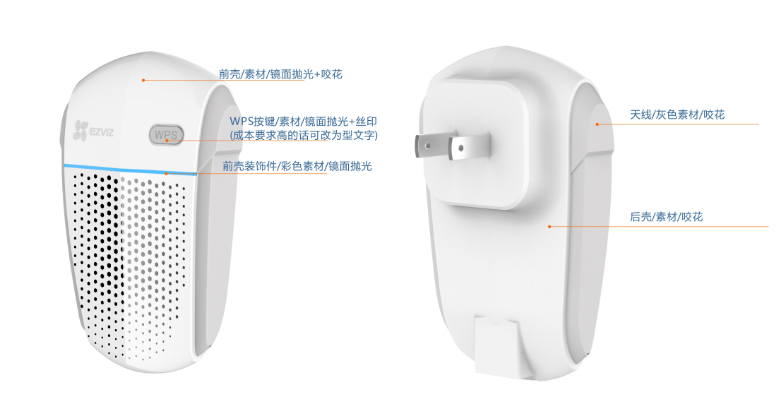 前壳/素材/镜面抛光+咬花
WPS按键/素材/镜面抛光+丝印
(成本要求高的话可改为型文字)
ezviz
WPS
前壳装饰件/彩色素材/镜面抛光
天线/灰色素材/咬花
后壳/素材/咬花